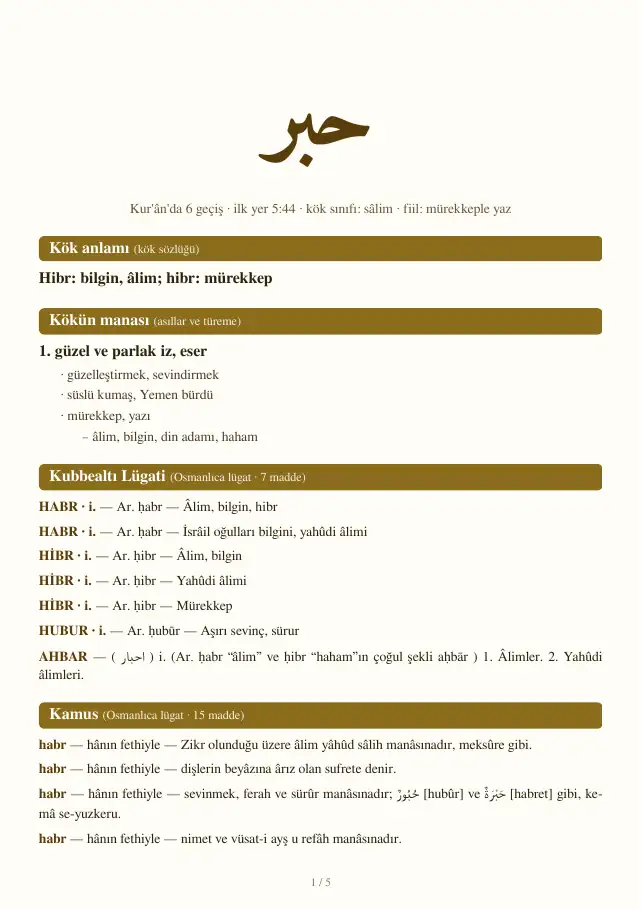 حبر
Kur'ân'da 6 geçiş · ilk yer 5:44 · kök sınıfı: sâlim · fiil: mürekkeple yaz
Kök anlamı (kök sözlüğü)
Hibr: bilgin, âlim; hibr: mürekkep
Kökün manası (asıllar ve türeme)
1. güzel ve parlak iz, eser
· güzelleştirmek, sevindirmek
· süslü kumaş, Yemen bürdü
· mürekkep, yazı
– âlim, bilgin, din adamı, haham
Kubbealtı Lügati (Osmanlıca lügat · 7 madde)
HABR · i. — Ar. ḥabr — Âlim, bilgin, hibr
HABR · i. — Ar. ḥabr — İsrâil oğulları bilgini, yahûdi âlimi
HİBR · i. — Ar. ḥibr — Âlim, bilgin
HİBR · i. — Ar. ḥibr — Yahûdi âlimi
HİBR · i. — Ar. ḥibr — Mürekkep
HUBUR · i. — Ar. ḥubūr — Aşırı sevinç, sürur
AHBAR — ( احبار ) i. (Ar. ḥabr “âlim” ve ḥibr “haham”ın çoğul şekli aḥbār ) 1. Âlimler. 2. Yahûdi
âlimleri.
Kamus (Osmanlıca lügat · 15 madde)
habr — hânın fethiyle — Zikr olunduğu üzere âlim yâhûd sâlih manâsınadır, meksûre gibi.
habr — hânın fethiyle — dişlerin beyâzına ârız olan sufrete denir.
habr — hânın fethiyle — sevinmek, ferah ve sürûr manâsınadır; حُبُورٌ [hubûr] ve حَبْرَةٌ [habret] gibi, ke-
mâ se-yuzkeru.
habr — hânın fethiyle — nimet ve vüsat-i ayş u refâh manâsınadır.
1 / 5